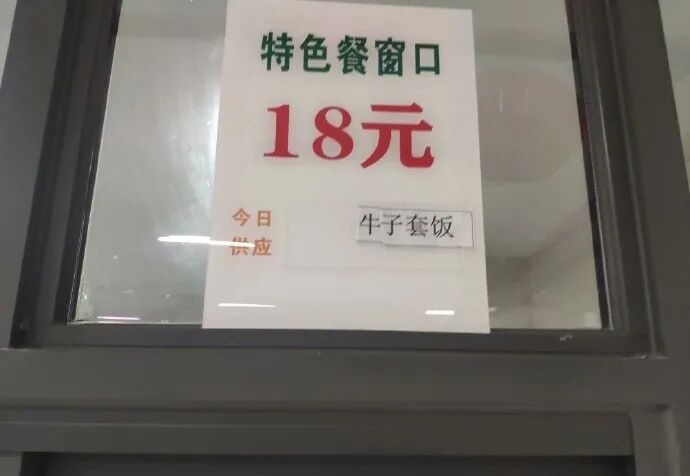 特色餐窗口
18元
今日
供应
牛子套饭